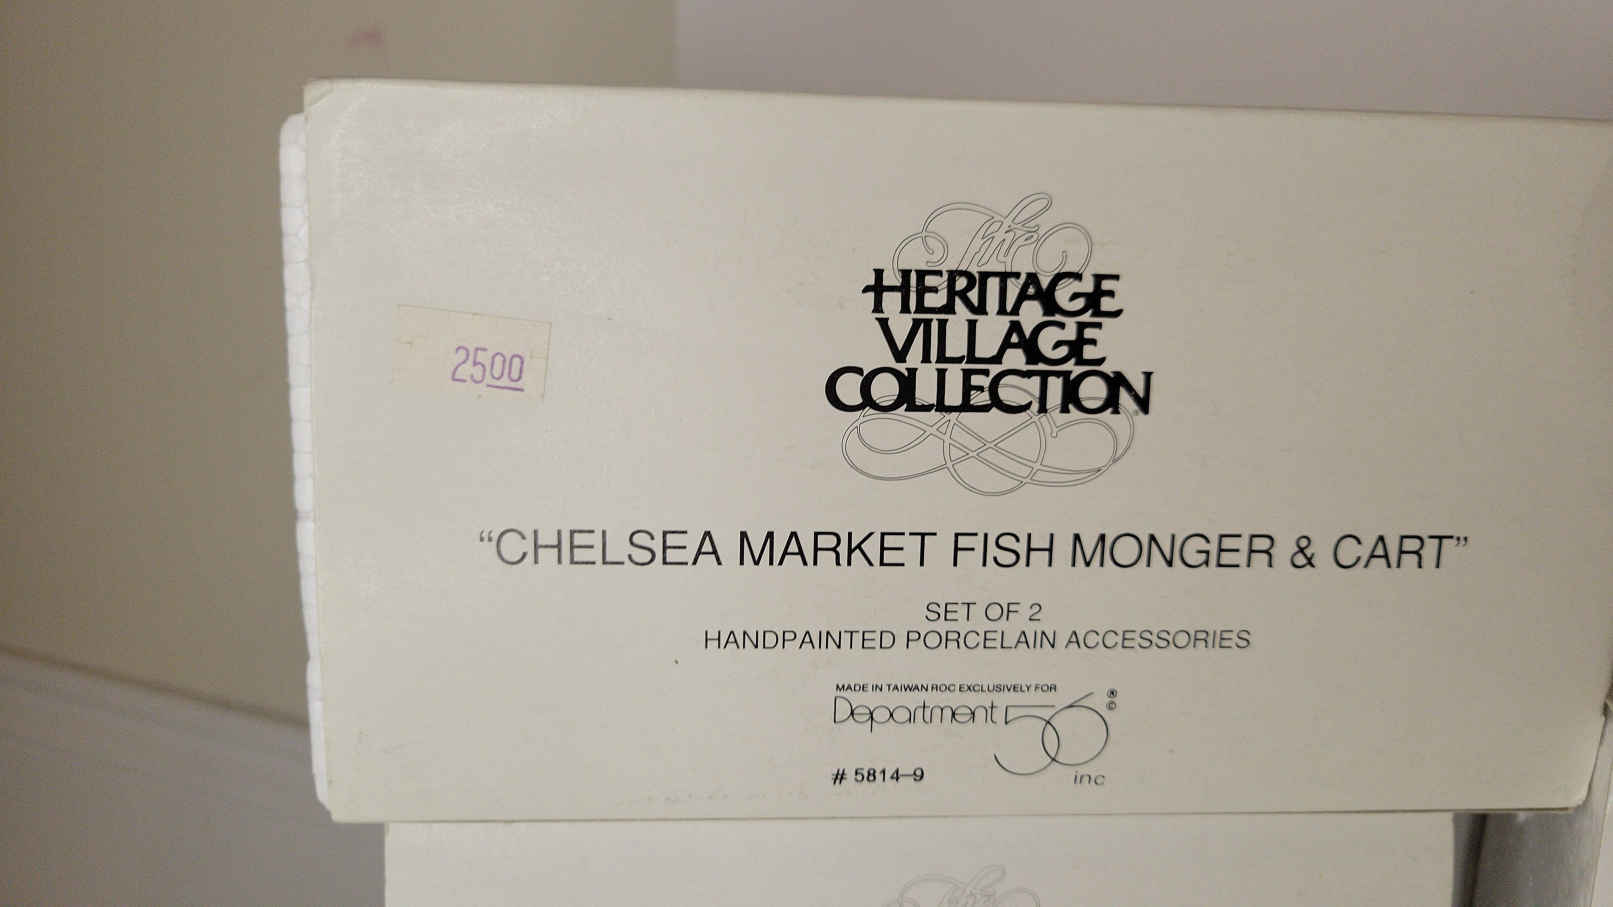 The
HERITAGE
VILLAGE
COLLECTION®
2500
“CHELSEA MARKET FISH MONGER & CART”
SET OF 2
HANDPAINTED PORCELAIN ACCESSORIES
MADE IN TAIWAN ROC EXCLUSIVELY FOR
Department 56 ® ©
inc
# 5814-9
The